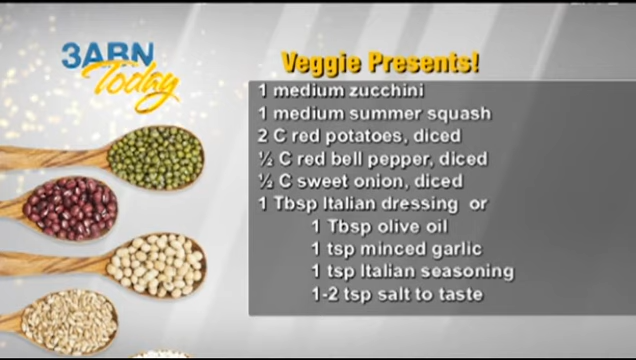 3ABN
Today
Veggie Presents!
1 medium zucchini
1 medium summer squash
2 C red potatoes, diced
½ C red bell pepper, diced
½ C sweet onion, diced
1 Tbsp Italian dressing or
1 Tbsp olive oil
1 tsp minced garlic
1 tsp Italian seasoning
1-2 tsp salt to taste